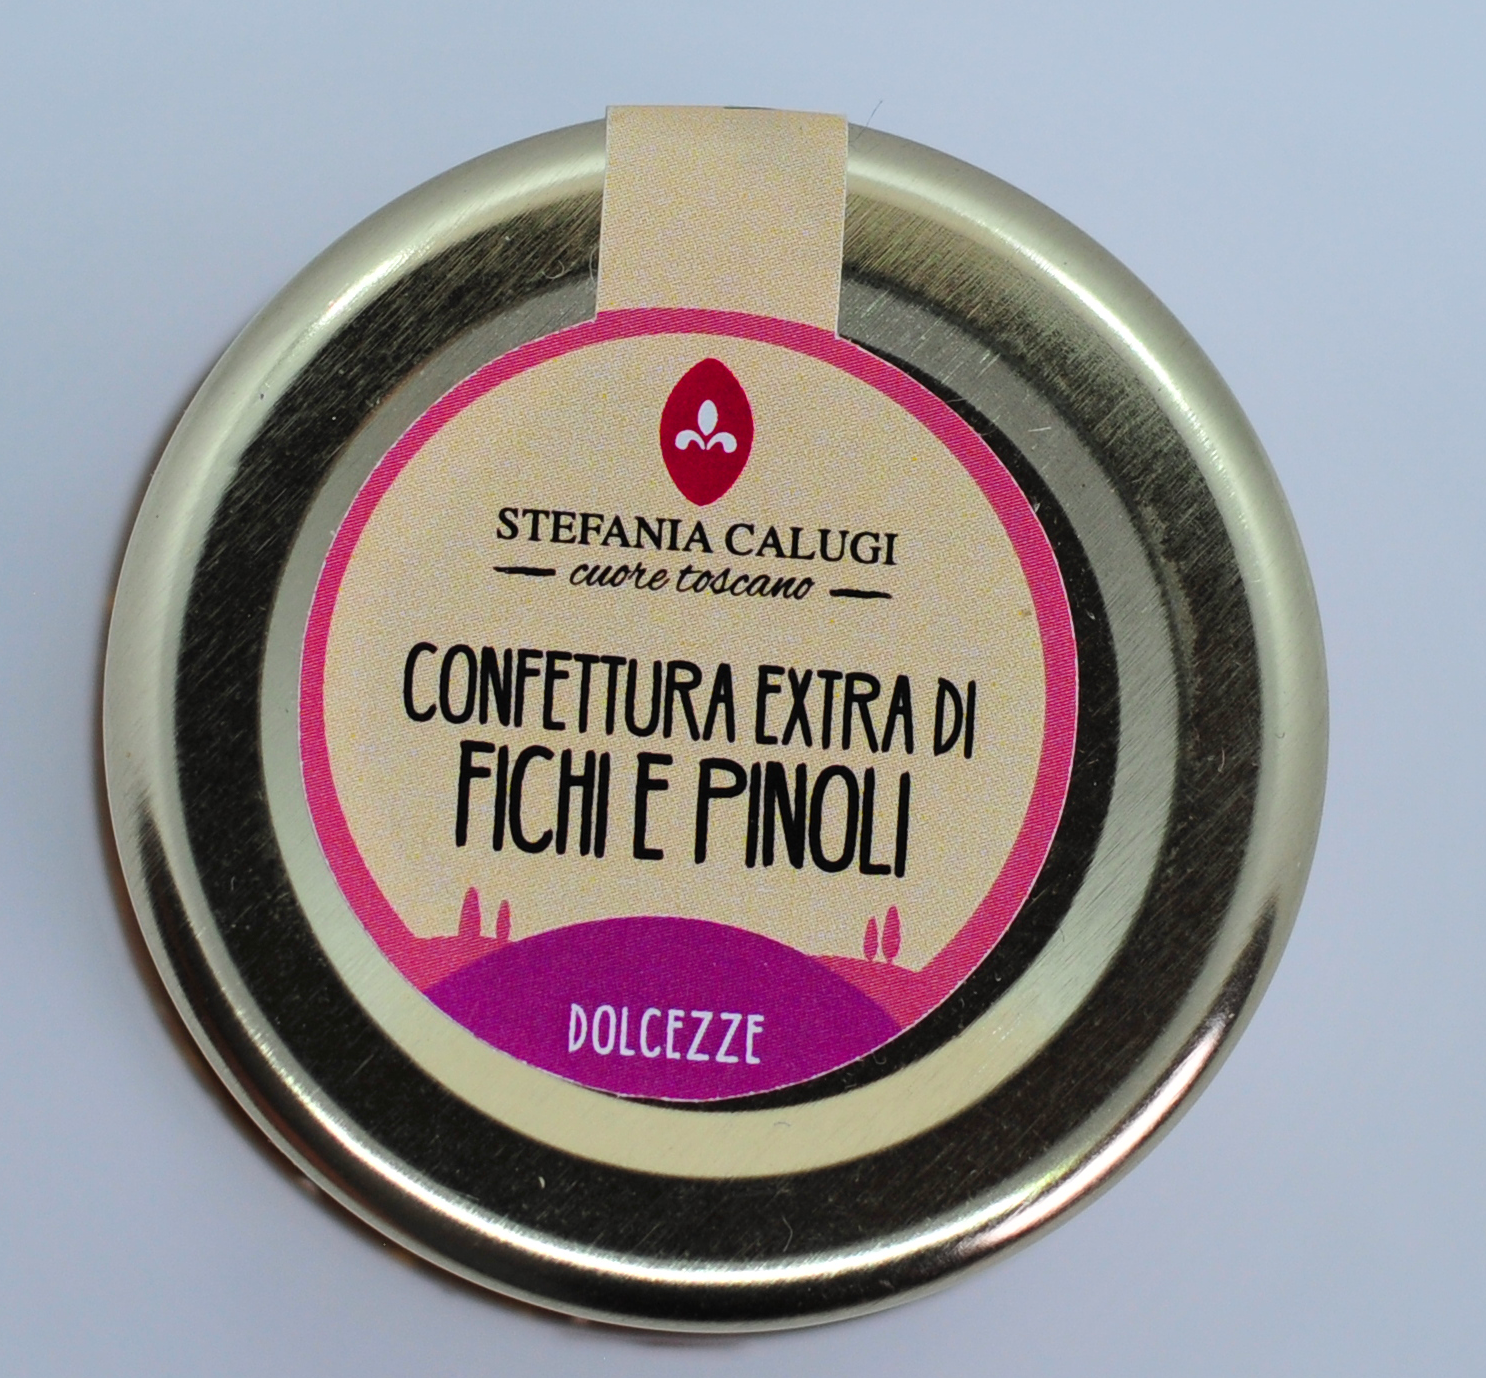 STEFANIA CALUGI
cuore toscano
CONFETTURA EXTRA DI
FICHI E PINOLI
DOLCEZZE